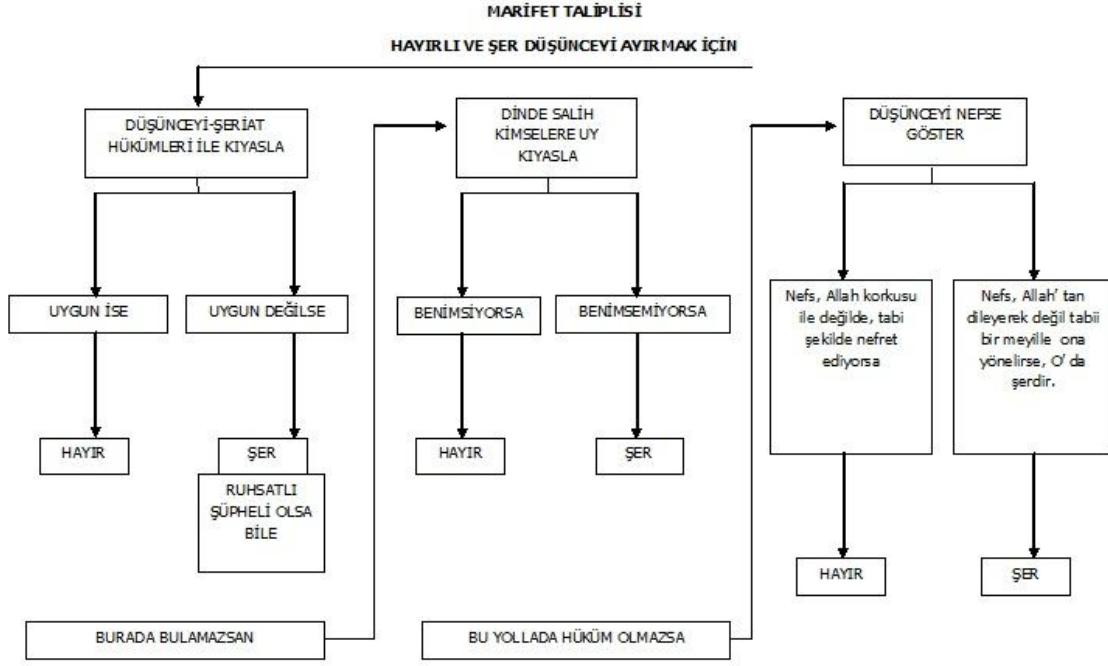 MARİFET TALİPLİSİ
HAYIRLI VE ŞER DÜŞÜNCEYİ AYIRMAK İÇİN
DÜŞÜNCEYİ-ŞERİAT
HÜKÜMLERİ İLE KIYASLA
UYGUN İSE
UYGUN DEĞİLSE
HAYIR
ŞER
RUHSATLI
ŞÜPHELİ OLSA
BİLE
BURADA BULAMAZSAN
DİNDE SALİH
KİMSELERE UY
KIYASLA
BENİMSİYORSA
BENİMSEMİYORSA
HAYIR
ŞER
BU YOLLADA HÜKÜM OLMAZSA
DÜŞÜNCEYİ NEPSE
GÖSTER
Nefs, Allah korkusu
ile değilde, tabi
şekilde nefret
ediyorsa
Nefs, Allah' tan
dileyerek değil tabii
bir meyille ona
yönelirse, O' da
şerdir.
HAYIR
ŞER